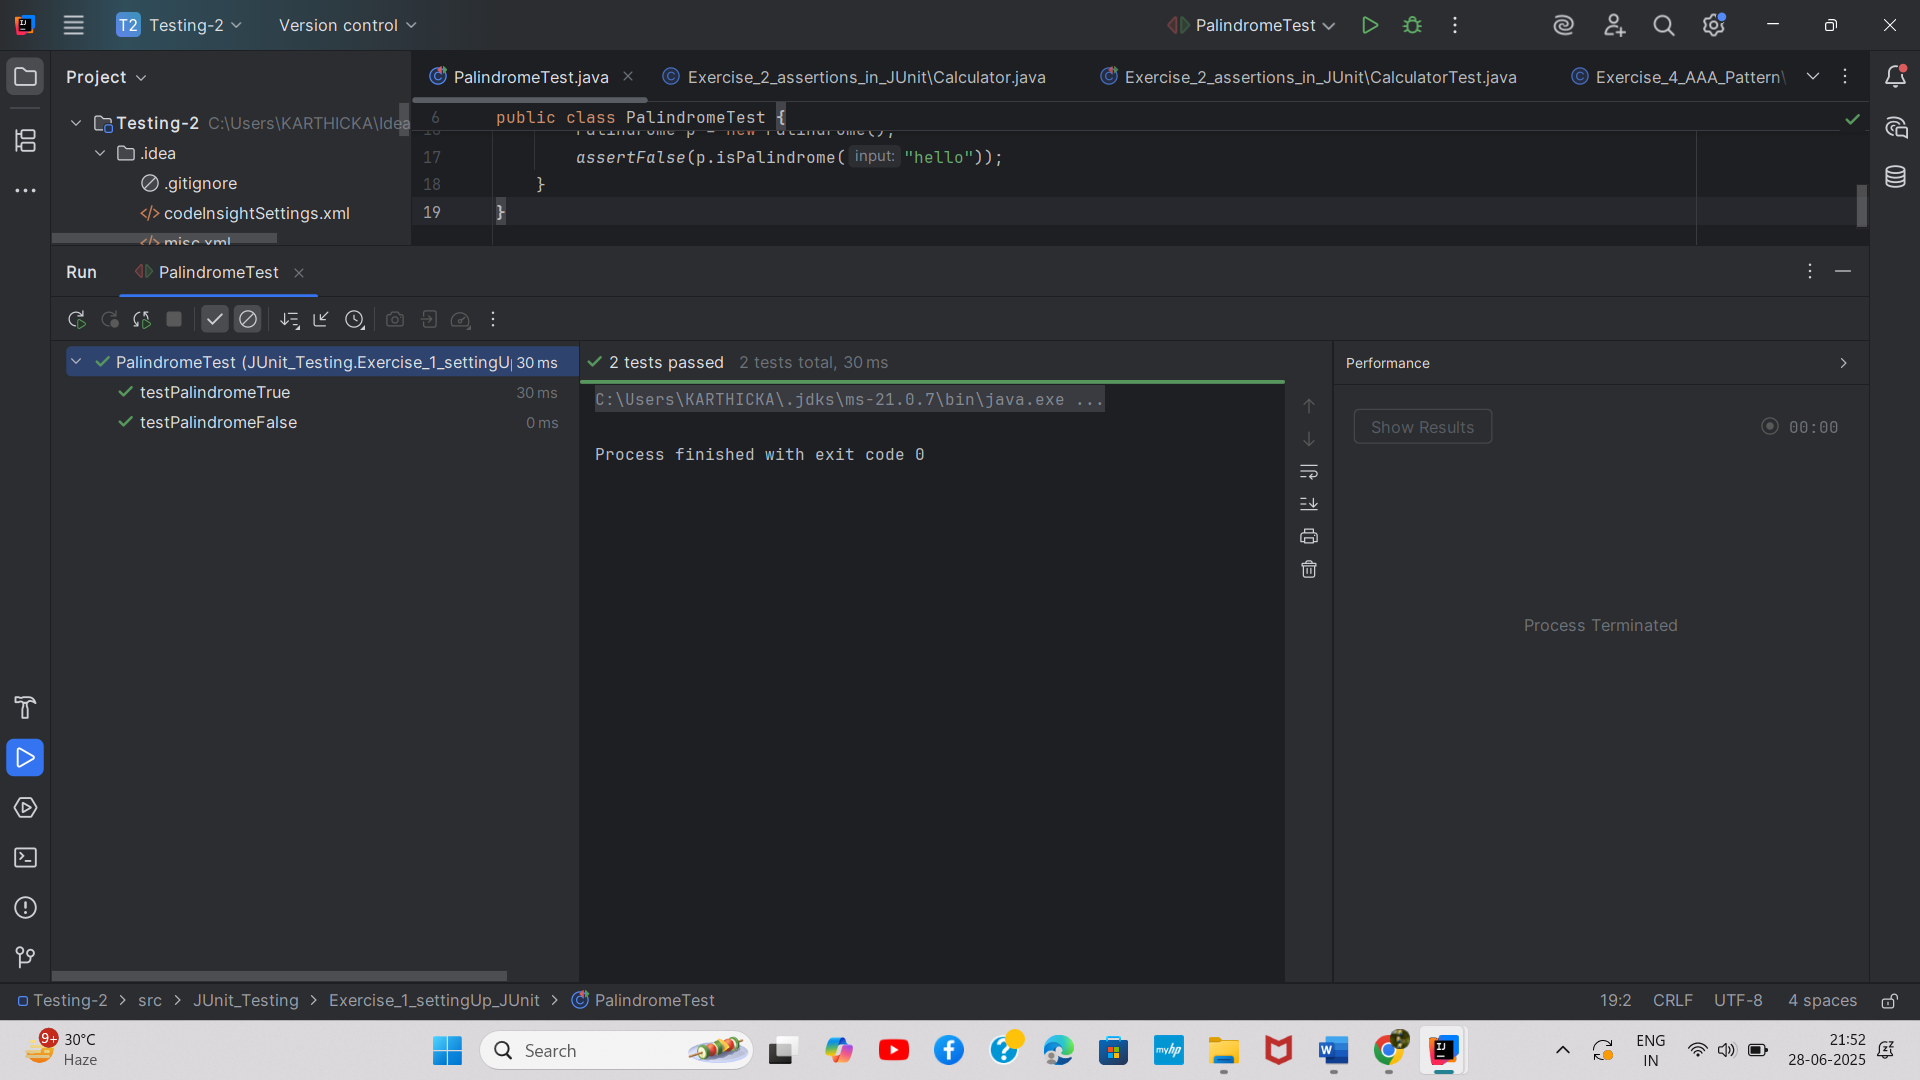 T2 Testing-2 Version control PalindromeTest
Project
PalindromeTest.java Exercise_2_assertions_in_JUnit\Calculator.java Exercise_2_assertions_in_JUnit\CalculatorTest.java Exercise_4_AAA_Pattern\
Testing-2 C:\Users\KARTHICKA\Idea
.idea
.gitignore
codeInsightSettings.xml
misc.xml
6 public class PalindromeTest {
16 Palindrome p = new Palindrome();
17 assertFalse(p.isPalindrome( input: "hello"));
18 }
19 }
Run PalindromeTest
PalindromeTest (JUnit_Testing.Exercise_1_settingU 30 ms
testPalindromeTrue 30 ms
testPalindromeFalse 0 ms
2 tests passed 2 tests total, 30 ms
C:\Users\KARTHICKA\.jdks\ms-21.0.7\bin\java.exe ...
Process finished with exit code 0
Performance
Show Results 00:00
Process Terminated
Testing-2 > src > JUnit_Testing > Exercise_1_settingUp_JUnit > PalindromeTest
19:2 CRLF UTF-8 4 spaces
9+ 30°C
Haze
Search
myhp
ENG
IN
21:52
28-06-2025